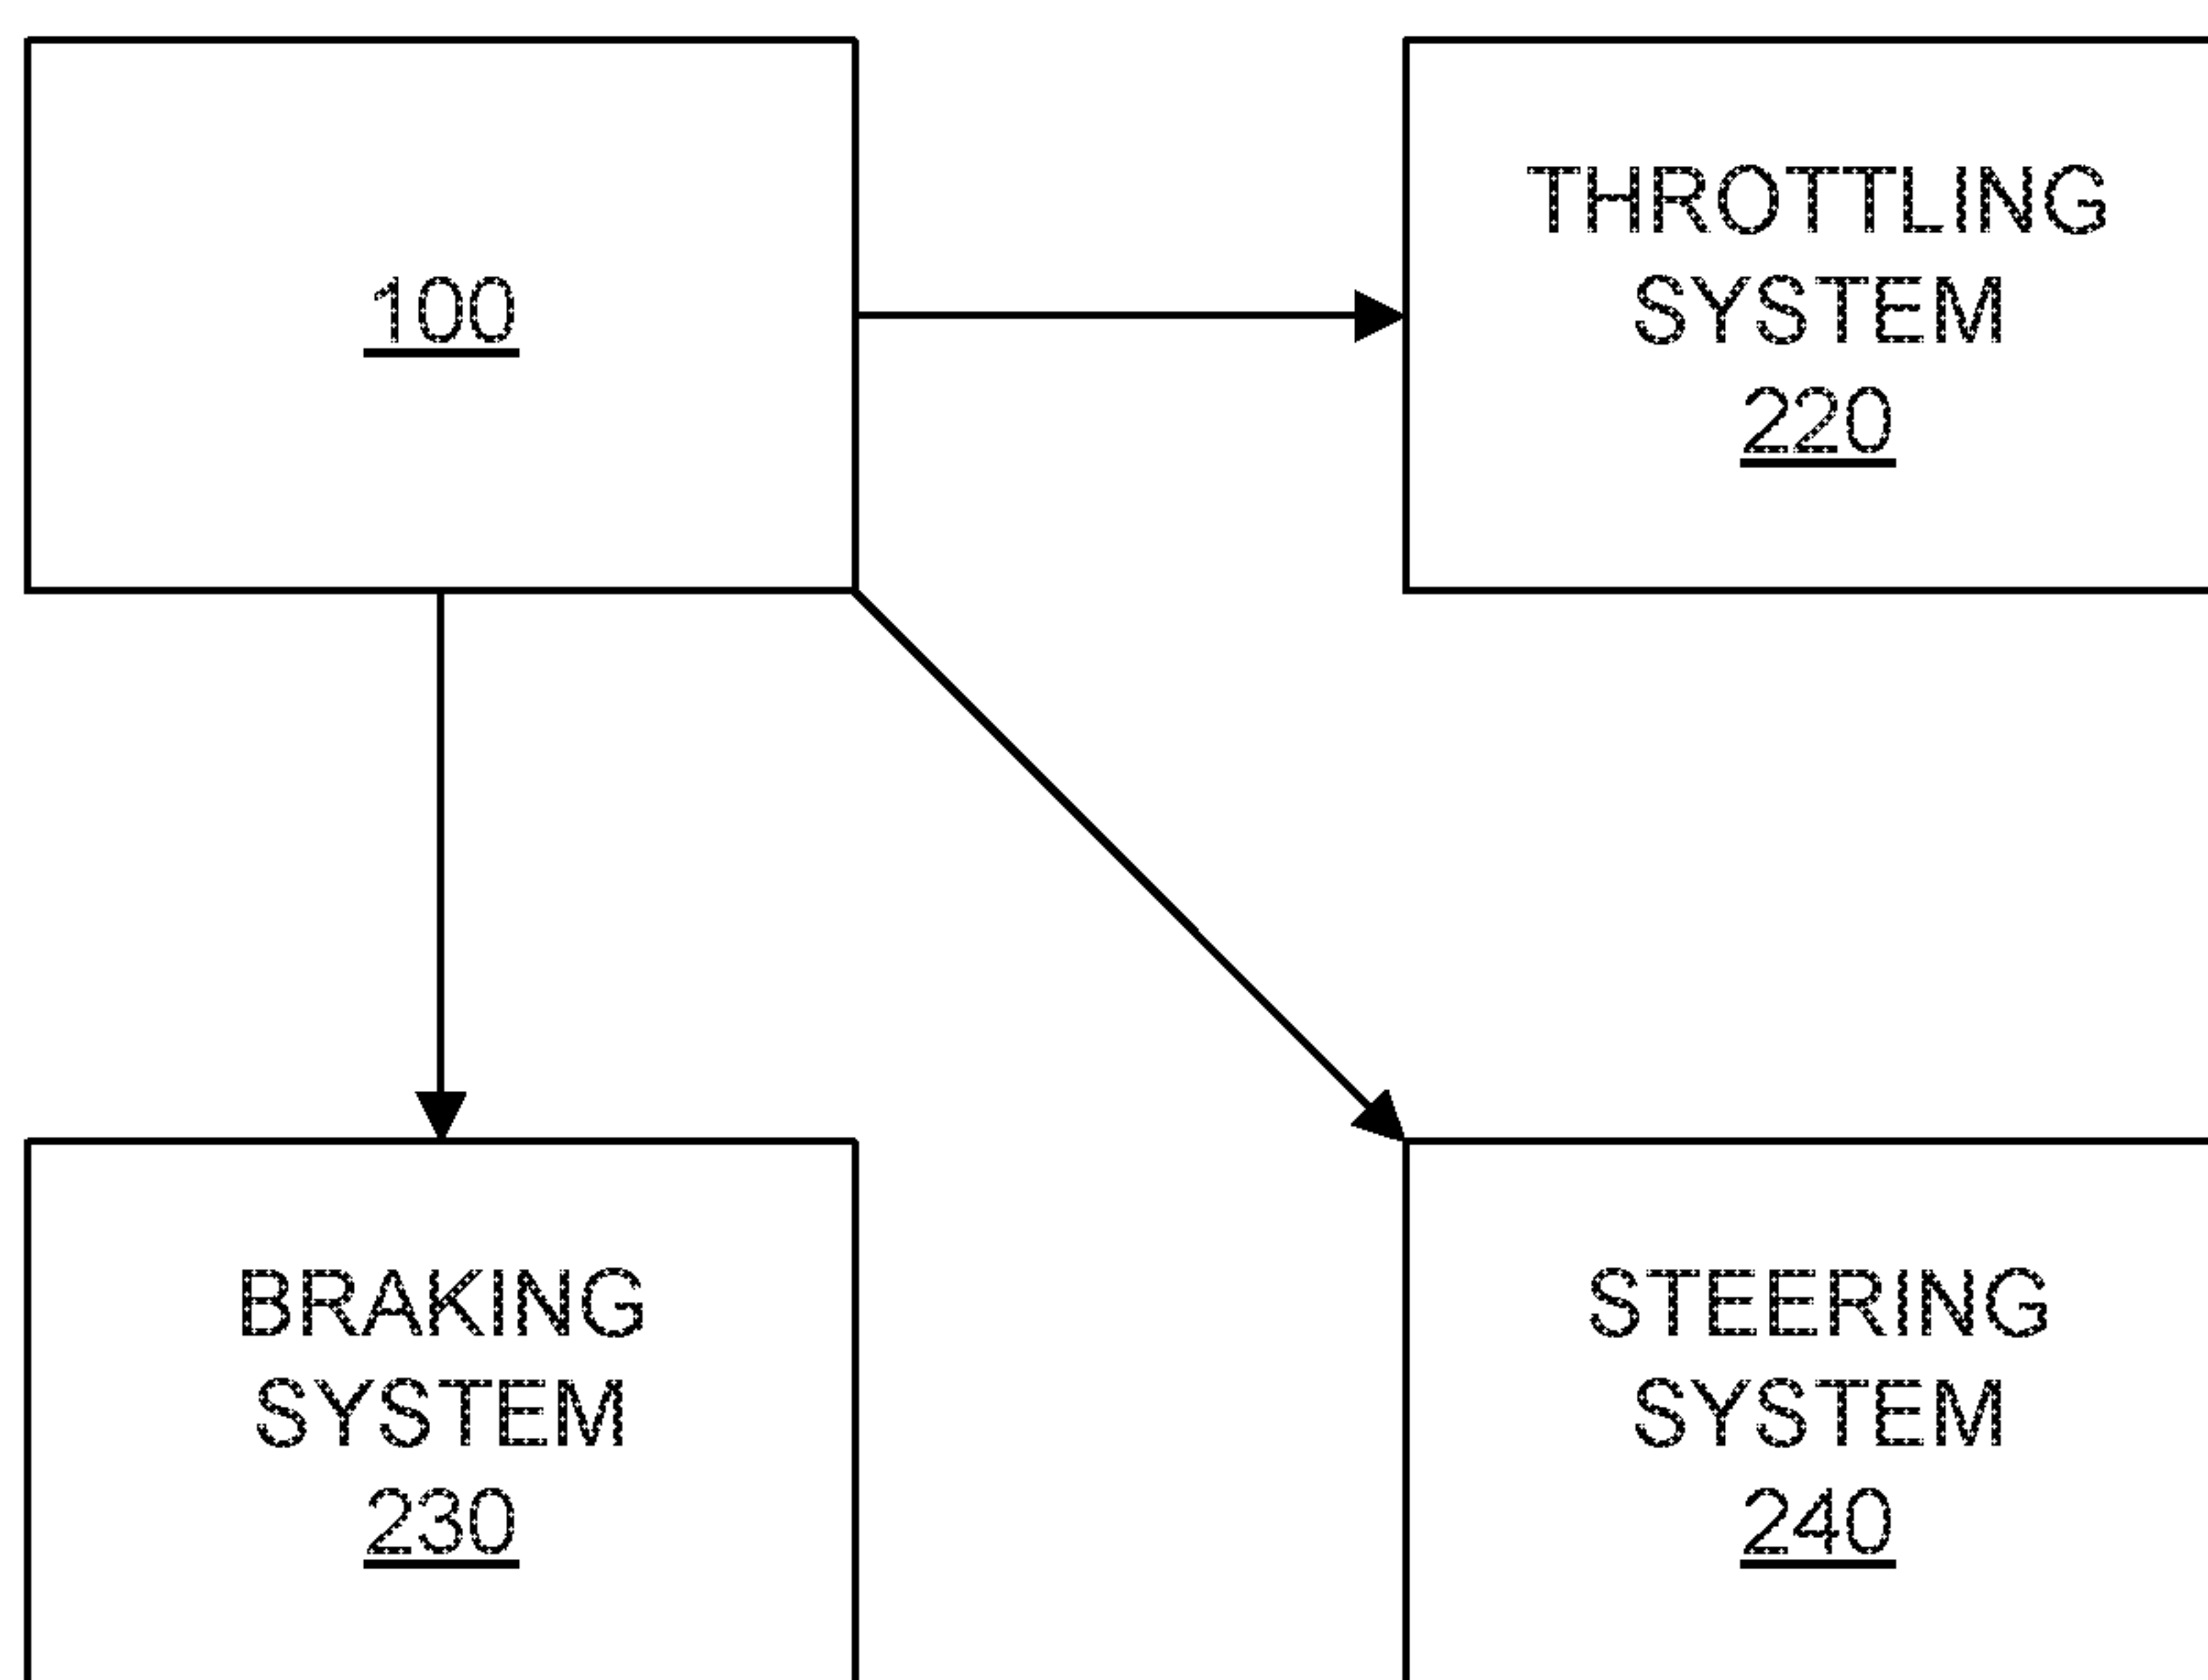 100
THROTTLING
SYSTEM
220
BRAKING
SYSTEM
230
STEERING
SYSTEM
240